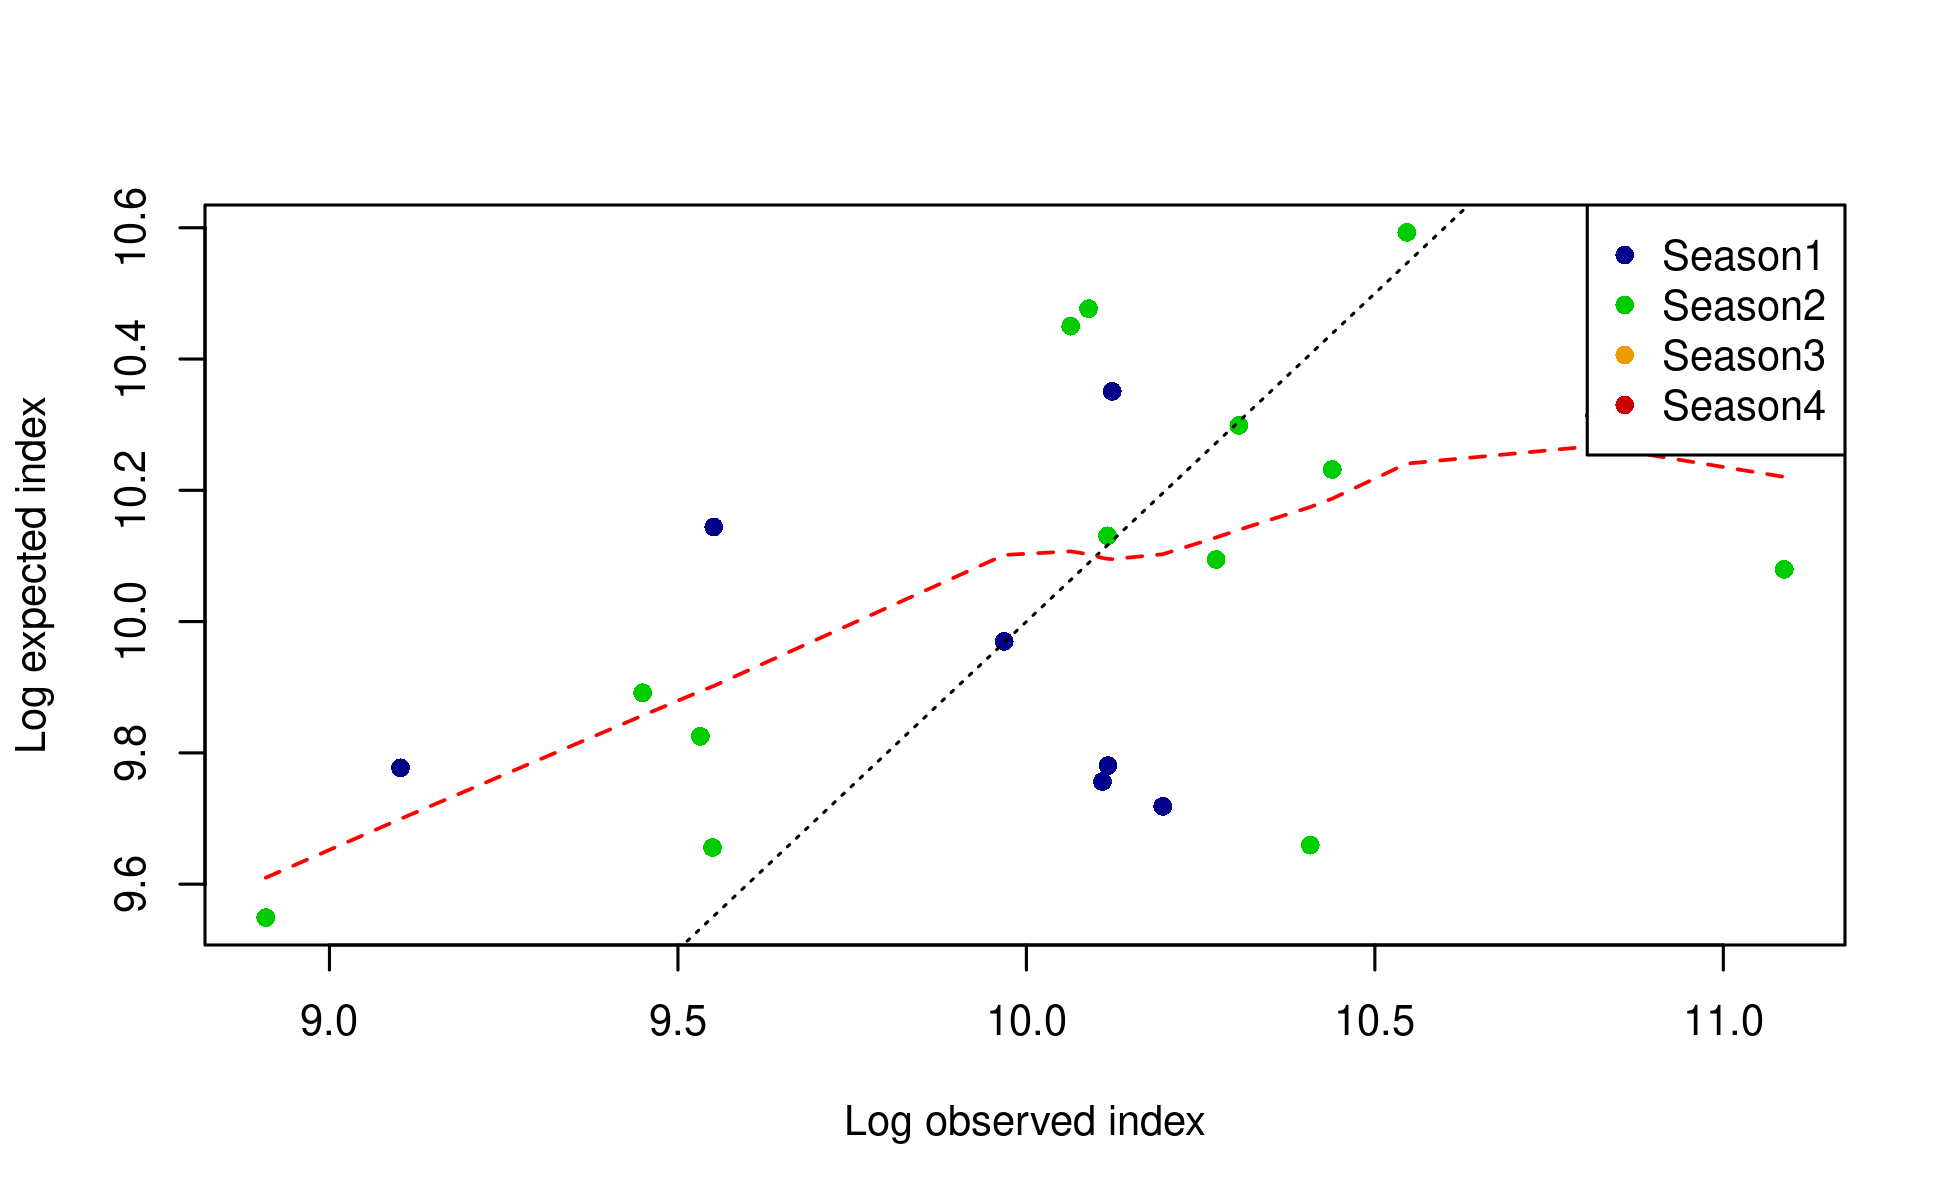 Log expected index
10.6
10.4
10.2
10.0
9.8
9.6
Season1
Season2
Season3
Season4
9.0 9.5 10.0 10.5 11.0
Log observed index